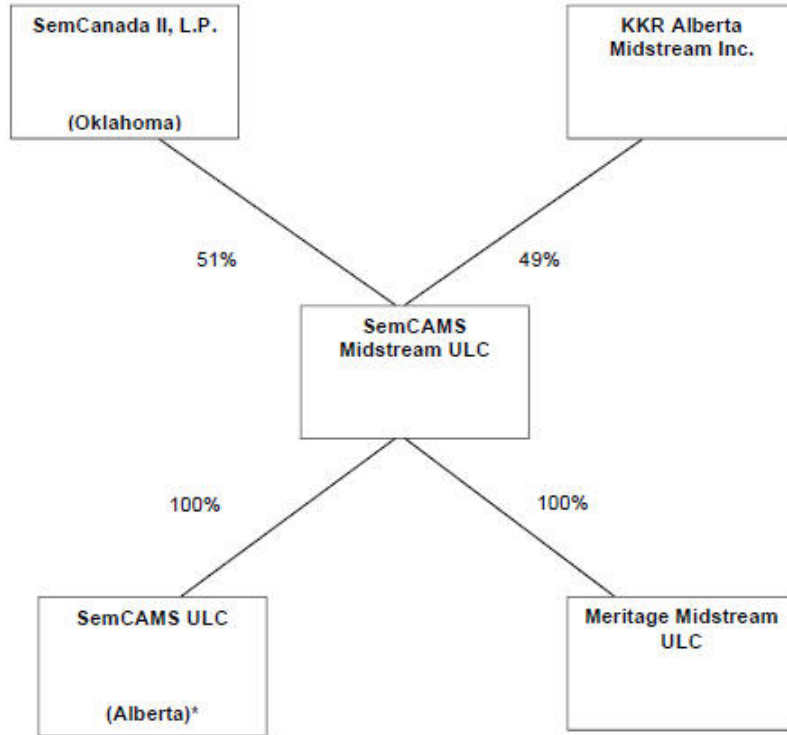 SemCanada II, L.P.
(Oklahoma)
KKR Alberta
Midstream Inc.
51%
49%
SemCAMS
Midstream ULC
100%
100%
SemCAMS ULC
(Alberta)*
Meritage Midstream
ULC